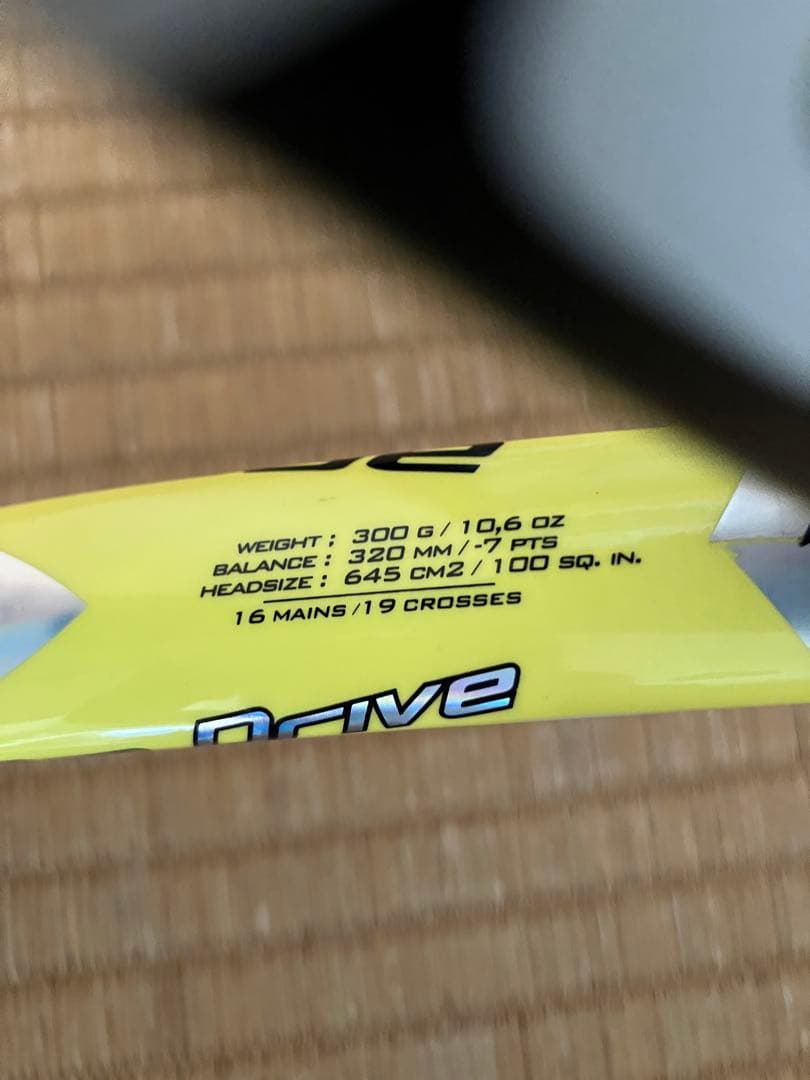 WEIGHT : 300 G / 10,6 OZ
BALANCE : 320 MM / -7 PTS
HEADSIZE : 645 CM2 / 100 SQ. IN.
16 MAINS /19 CROSSES
Drive